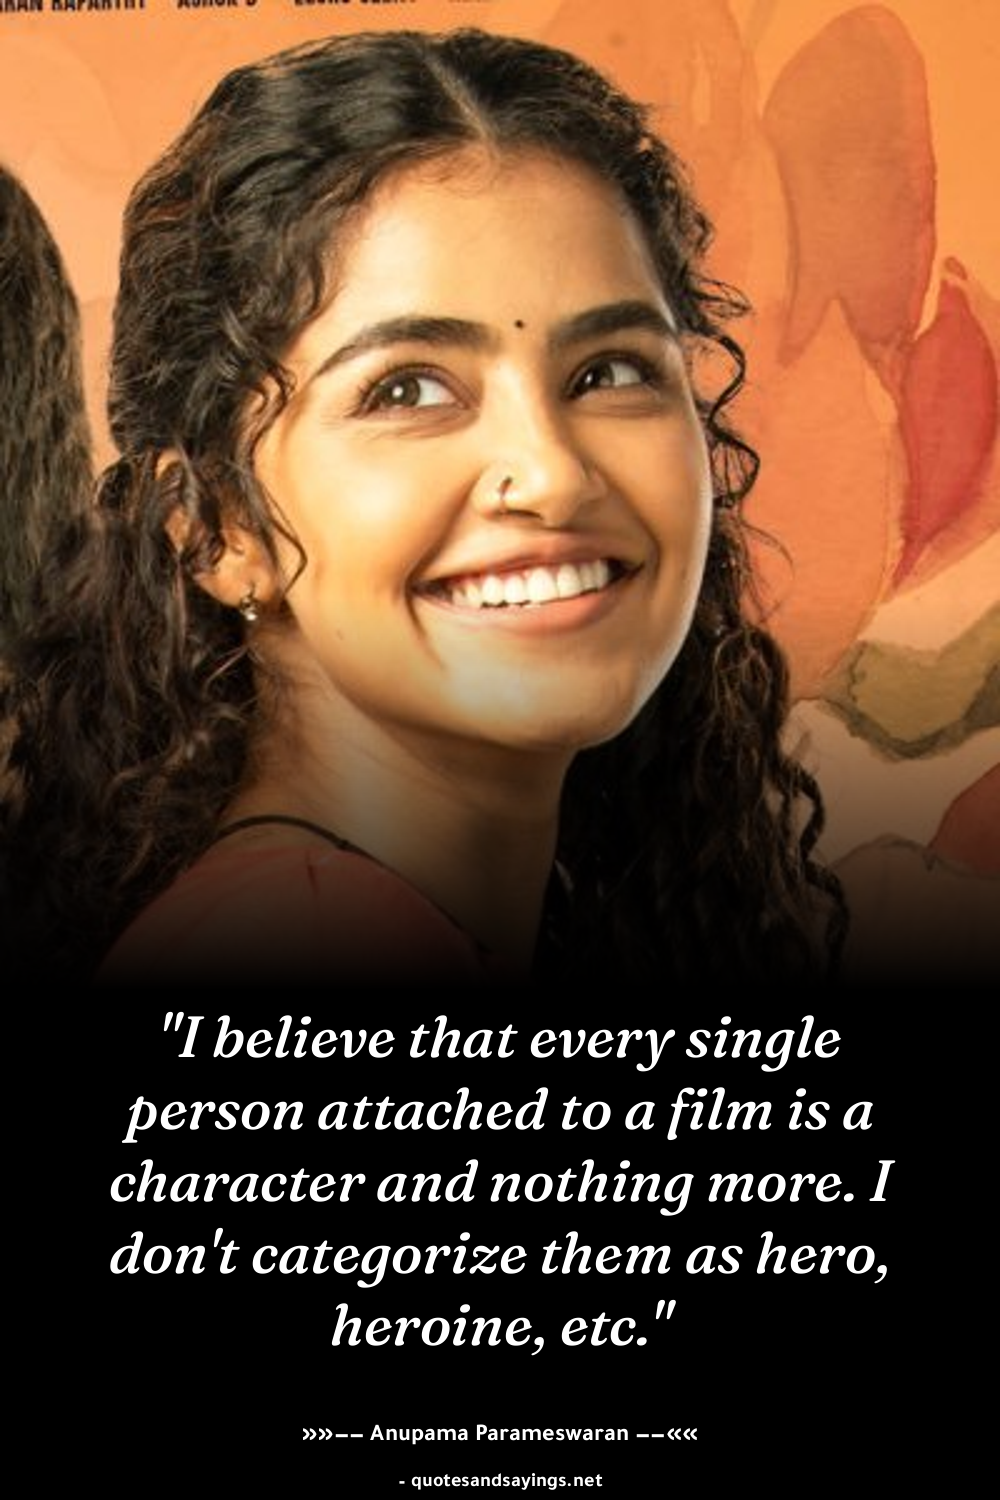 "I believe that every single
person attached to a film is a
character and nothing more. I
don't categorize them as hero,
heroine, etc."
»»–– Anupama Parameswaran ––««
- quotesandsayings.net